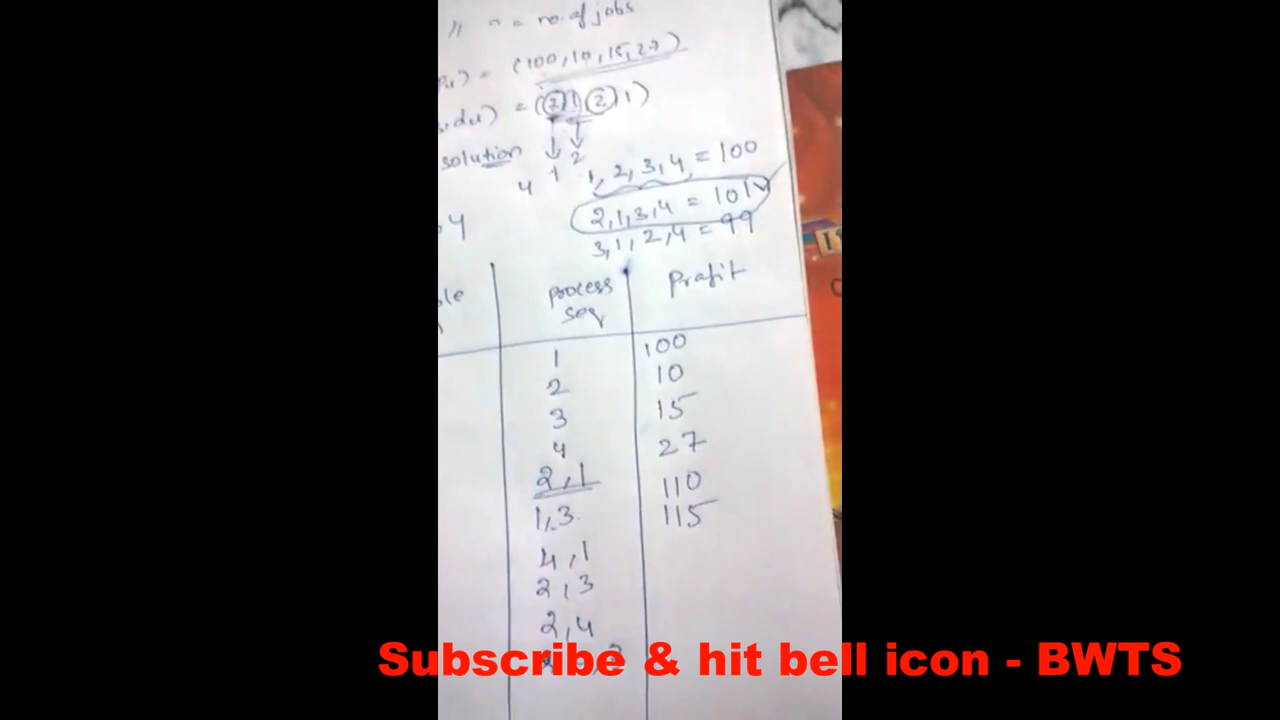 n = no. of jobs
= (100, 10, 15, 27)
= (2, 1, 2, 1)
solution
1 2
4
1, 2, 3, 4 = 100
2, 1, 3, 4 = 101
3, 1, 2, 4 = 99
4
process
seq
Profit
1 100
2 10
3 15
4 27
2,1 110
1,3 115
4,1
2,3
2,4
Subscribe & hit bell icon - BWTS